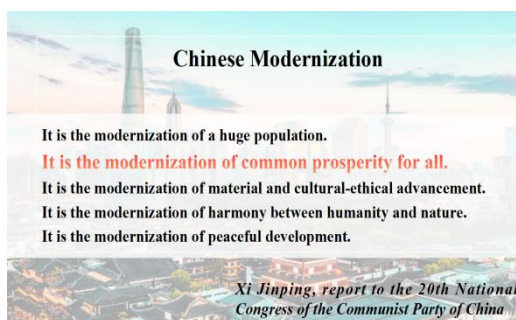 Chinese Modernization
It is the modernization of a huge population.
It is the modernization of common prosperity for all.
It is the modernization of material and cultural-ethical advancement.
It is the modernization of harmony between humanity and nature.
It is the modernization of peaceful development.
Xi Jinping, report to the 20th National
Congress of the Communist Party of China